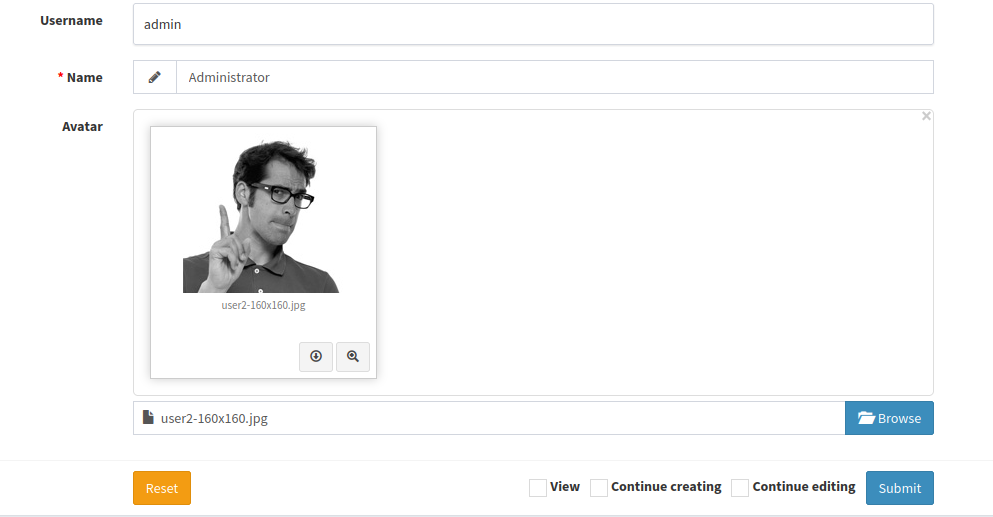 Username
admin
* Name
Administrator
Avatar
×
user2-160x160.jpg
user2-160x160.jpg
Browse
Reset
View
Continue creating
Continue editing
Submit